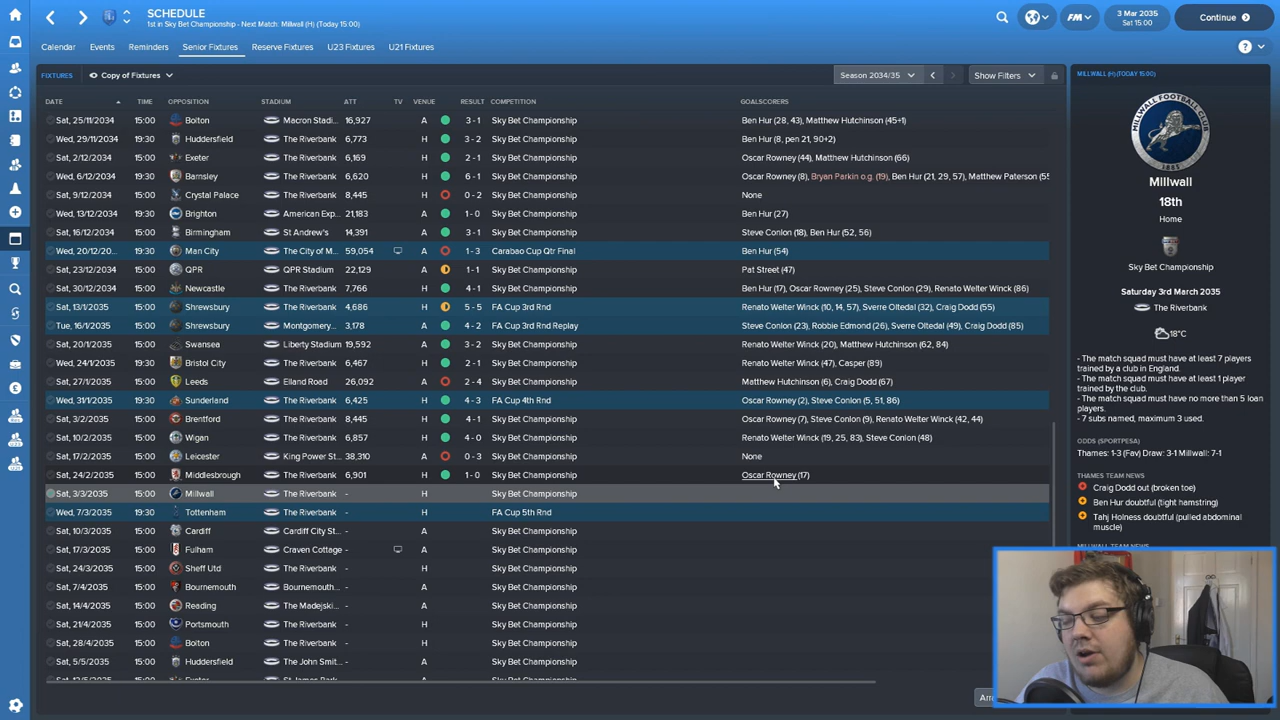 SCHEDULE
1st in Sky Bet Championship - Next Match: Millwall (H) (Today 15:00)
FM
3 Mar 2035
Sat 15:00
Continue
Calendar Events Reminders Senior Fixtures Reserve Fixtures U23 Fixtures U21 Fixtures
FIXTURES Copy of Fixtures Season 2034/35 Show Filters
DATE TIME OPPOSITION STADIUM ATT TV VENUE RESULT COMPETITION GOALSCORERS
Sat, 25/11/2034 15:00 Bolton Macron Stadi... 16,927 A 3-1 Sky Bet Championship Ben Hur (28, 43), Matthew Hutchinson (45+1)
Wed, 29/11/2034 19:30 Huddersfield The Riverbank 6,773 H 3-2 Sky Bet Championship Ben Hur (8, pen 21, 90+2)
Sat, 2/12/2034 15:00 Exeter The Riverbank 6,169 H 2-1 Sky Bet Championship Oscar Rowney (44), Matthew Hutchinson (66)
Wed, 6/12/2034 19:30 Barnsley The Riverbank 6,620 H 5-1 Sky Bet Championship Oscar Rowney (8), Bryan Parkin o.g. (19), Ben Hur (21, 29, 57), Matthew Paterson (55
Sat, 9/12/2034 15:00 Crystal Palace The Riverbank 8,445 H 0-2 Sky Bet Championship None
Wed, 13/12/2034 19:30 Brighton American Exp... 21,183 A 1-0 Sky Bet Championship Ben Hur (27)
Sat, 16/12/2034 15:00 Birmingham St Andrew's 14,391 A 3-1 Sky Bet Championship Steve Conlon (18), Ben Hur (52, 56)
Wed, 20/12/20... 19:30 Man City The City of M... 59,054 A 1-3 Carabao Cup Qtr Final Ben Hur (54)
Sat, 23/12/2034 15:00 QPR QPR Stadium 22,129 A 1-1 Sky Bet Championship Pat Street (47)
Sat, 30/12/2034 15:00 Newcastle The Riverbank 7,766 H 4-1 Sky Bet Championship Ben Hur (17), Oscar Rowney (25), Steve Conlon (29), Renato Welter Winck (86)
Sat, 13/1/2035 15:00 Shrewsbury The Riverbank 4,686 H 5-5 FA Cup 3rd Rnd Renato Welter Winck (10, 14, 57), Sverre Oltedal (32), Craig Dodd (55)
Tue, 16/1/2035 15:00 Shrewsbury Montgomery... 3,178 A 4-2 FA Cup 3rd Rnd Replay Steve Conlon (23), Robbie Edmond (26), Sverre Oltedal (49), Craig Dodd (85)
Sat, 20/1/2035 15:00 Swansea Liberty Stadium 19,592 A 3-2 Sky Bet Championship Renato Welter Winck (20), Matthew Hutchinson (62, 84)
Wed, 24/1/2035 19:30 Bristol City The Riverbank 6,467 H 2-1 Sky Bet Championship Renato Welter Winck (47), Casper (89)
Sat, 27/1/2035 15:00 Leeds Elland Road 26,092 A 2-4 Sky Bet Championship Matthew Hutchinson (6), Craig Dodd (67)
Wed, 31/1/2035 19:30 Sunderland The Riverbank 6,425 H 4-3 FA Cup 4th Rnd Oscar Rowney (2), Steve Conlon (5, 51, 86)
Sat, 3/2/2035 15:00 Brentford The Riverbank 8,445 H 4-1 Sky Bet Championship Oscar Rowney (7), Steve Conlon (9), Renato Welter Winck (42, 44)
Sat, 10/2/2035 15:00 Wigan The Riverbank 6,857 H 4-0 Sky Bet Championship Renato Welter Winck (19, 25, 83), Steve Conlon (48)
Sat, 17/2/2035 15:00 Leicester King Power St... 38,310 A 0-3 Sky Bet Championship None
Sat, 24/2/2035 15:00 Middlesbrough The Riverbank 6,901 H 1-0 Sky Bet Championship Oscar Rowney (17)
Sat, 3/3/2035 15:00 Millwall The Riverbank - H Sky Bet Championship
Wed, 7/3/2035 19:30 Tottenham The Riverbank - H FA Cup 5th Rnd
Sat, 10/3/2035 15:00 Cardiff Cardiff City St... - A Sky Bet Championship
Sat, 17/3/2035 15:00 Fulham Craven Cottage - A Sky Bet Championship
Sat, 24/3/2035 15:00 Sheff Utd The Riverbank - H Sky Bet Championship
Sat, 7/4/2035 15:00 Bournemouth Bournemouth... - A Sky Bet Championship
Sat, 14/4/2035 15:00 Reading The Madejski... - A Sky Bet Championship
Sat, 21/4/2035 15:00 Portsmouth The Riverbank - H Sky Bet Championship
Sat, 28/4/2035 15:00 Bolton The Riverbank - H Sky Bet Championship
Sat, 5/5/2035 15:00 Huddersfield The John Smit... - A Sky Bet Championship
MILLWALL (H) (TODAY 15:00)
MILLWALL FOOTBALL CLUB
Millwall
18th
Home
Sky Bet Championship
Saturday 3rd March 2035
The Riverbank
18°C
- The match squad must have at least 7 players
trained by a club in England.
- The match squad must have at least 1 player
trained by the club.
- The match squad must have no more than 5 loan
players.
- 7 subs named, maximum 3 used.
ODDS (SPORTPESA)
Thames: 1-3 (Fav) Draw: 3-1 Millwall: 7-1
THAMES TEAM NEWS
Craig Dodd out (broken toe)
Ben Hur doubtful (tight hamstring)
Tahj Holness doubtful (pulled abdominal
muscle)